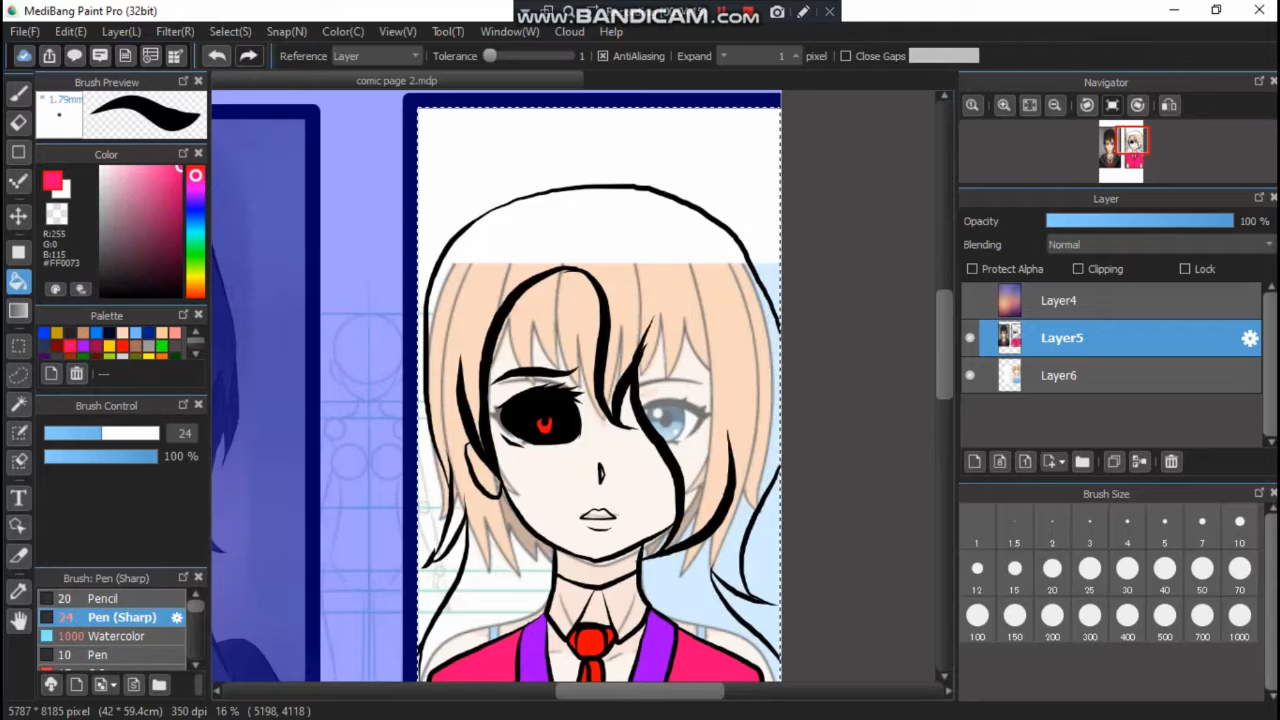 MediBang Paint Pro (32bit)
www.BANDICAM.com
File(F) Edit(E) Layer(L) Filter(R) Select(S) Snap(N) Color(C) View(V) Tool(T) Window(W) Cloud Help
Reference Layer Tolerance 1 AntiAliasing Expand 1 pixel Close Gaps
Brush Preview
comic page 2.mdp
Navigator
* 1.79mm
Color
R:255
G:0
B:115
#FF0073
Layer
Opacity 100 %
Blending Normal
Protect Alpha Clipping Lock
Layer4
Layer5
Layer6
Palette
---
Brush Control
24
100 %
Brush Size
1 1.5 2 3 4 5 7 10
12 15 20 25 30 40 50 70
100 150 200 300 400 500 700 1000
Brush: Pen (Sharp)
20 Pencil
24 Pen (Sharp)
1000 Watercolor
10 Pen
5787 * 8185 pixel (42 * 59.4cm) 350 dpi 16 % ( 5198, 4118 )